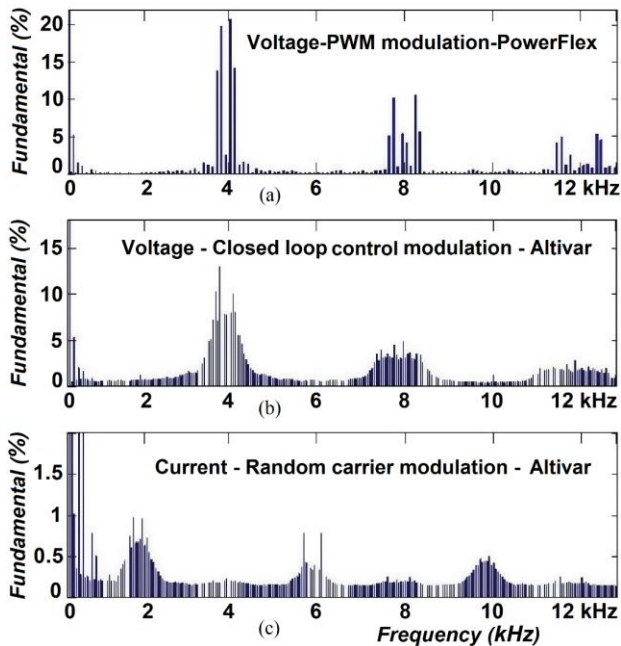 Fundamental (%)
20
15
10
5
0
Voltage-PWM modulation-PowerFlex
0 2 4 6 8 10 12 kHz
(a)
Fundamental (%)
15
10
5
0
Voltage - Closed loop control modulation - Altivar
0 2 4 6 8 10 12 kHz
(b)
Fundamental (%)
1.5
1
0.5
0
Current - Random carrier modulation - Altivar
0 2 4 6 8 10 12 kHz
(c)
Frequency (kHz)